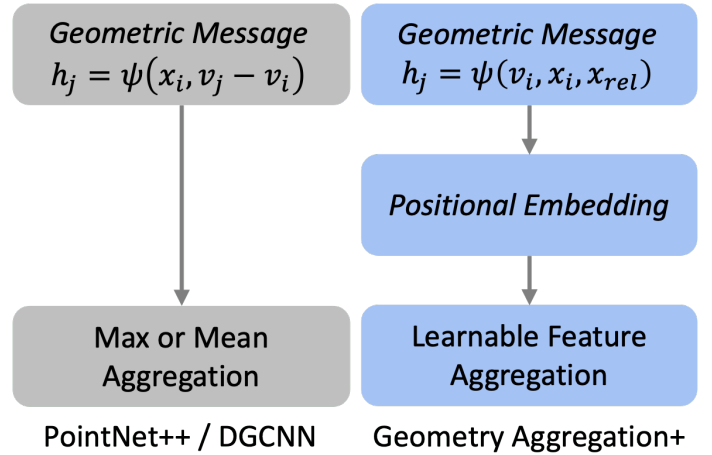 Geometric Message
h_j = ψ(x_i, v_j − v_i)
Max or Mean
Aggregation
PointNet++ / DGCNN
Geometric Message
h_j = ψ(v_i, x_i, x_rel)
Positional Embedding
Learnable Feature
Aggregation
Geometry Aggregation+